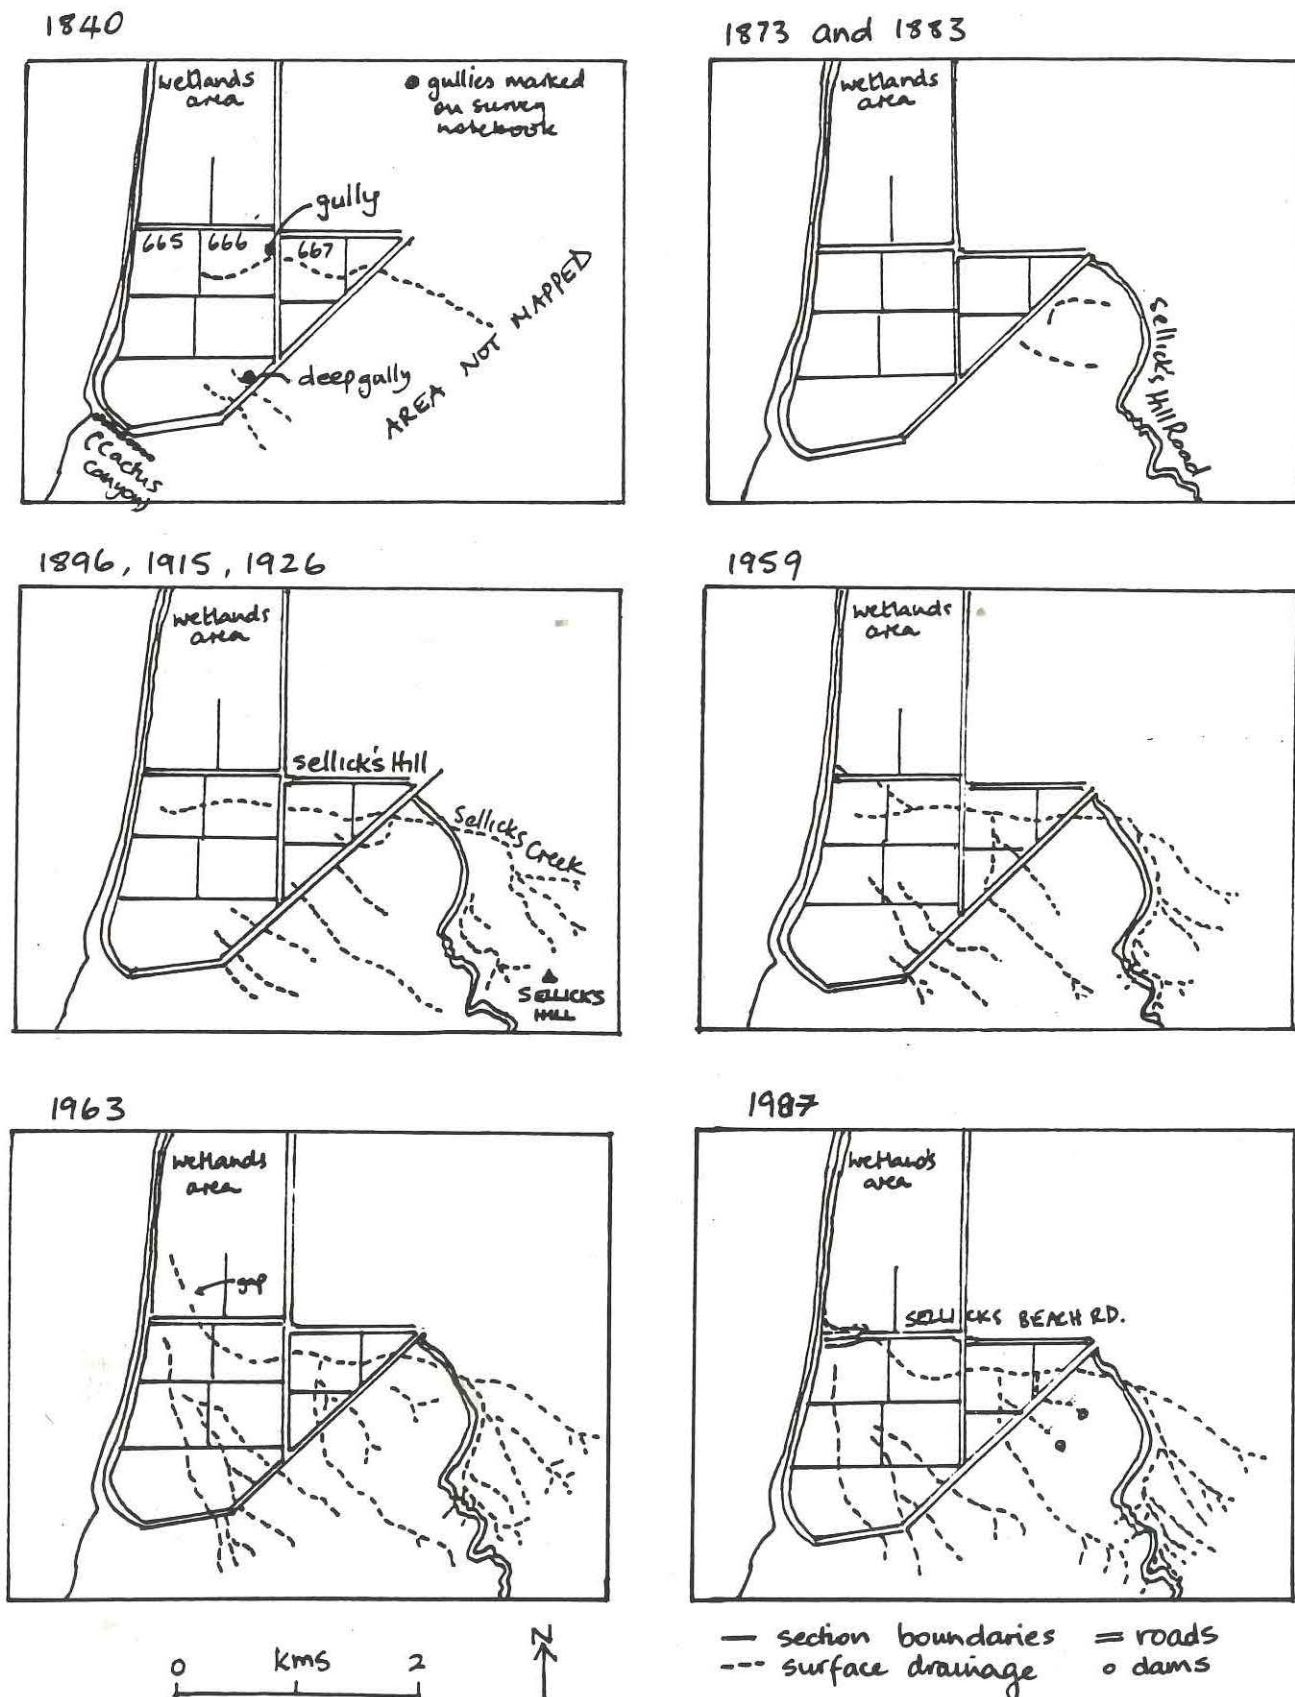 1840
wetlands
area
gullies marked
on survey
notebook
gully
665
666
667
deep gully
AREA NOT MAPPED
(Cactus
Canyon)
1873 and 1883
wetlands
area
Sellick's Hill Road
1896, 1915, 1926
wetlands
area
Sellick's Hill
Sellicks Creek
SELLICKS
HILL
1959
wetlands
area
1963
wetlands
area
gap
1987
wetlands
area
SELLICKS BEACH RD.
0 kms 2
N
section boundaries
roads
surface drainage
dams